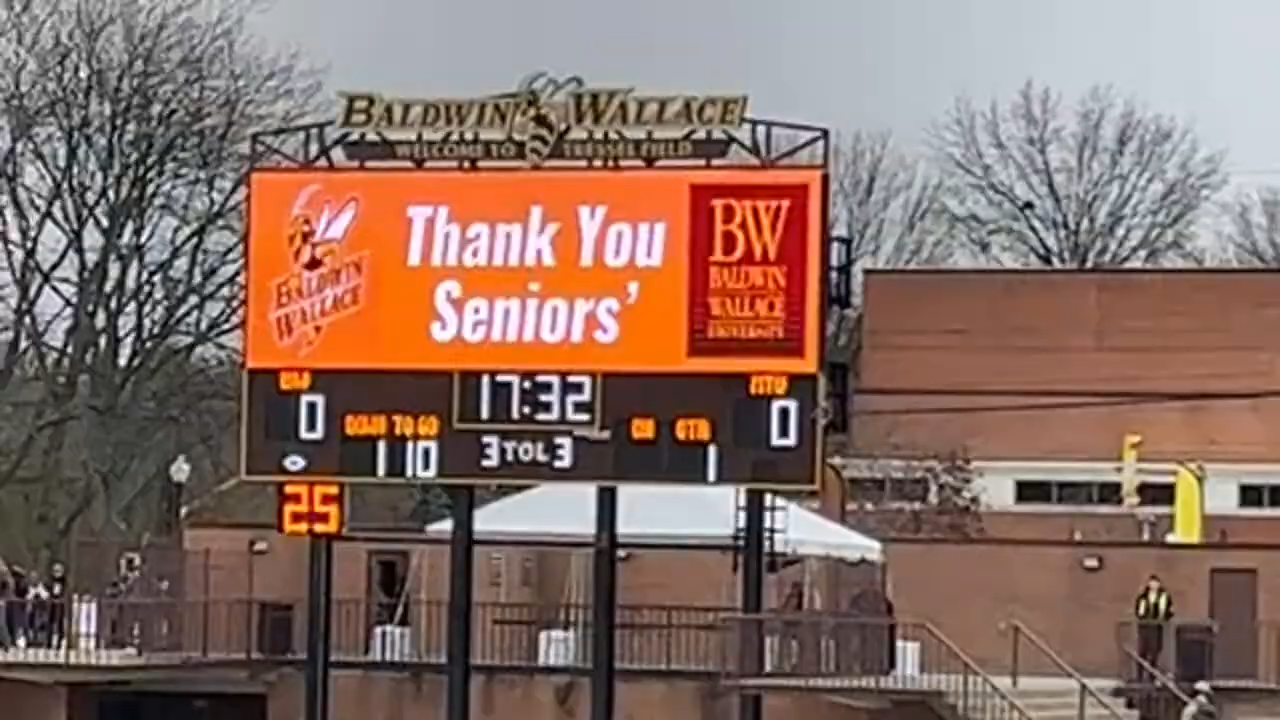 BALDWIN WALLACE
WELCOME TO TRESSEL FIELD
BALDWIN
WALLACE
Thank You
Seniors’
BW
BALDWIN
WALLACE
UNIVERSITY
17:32
0
0
DOWN TO GO
QTR
1 10
3 TOL 3
1
25